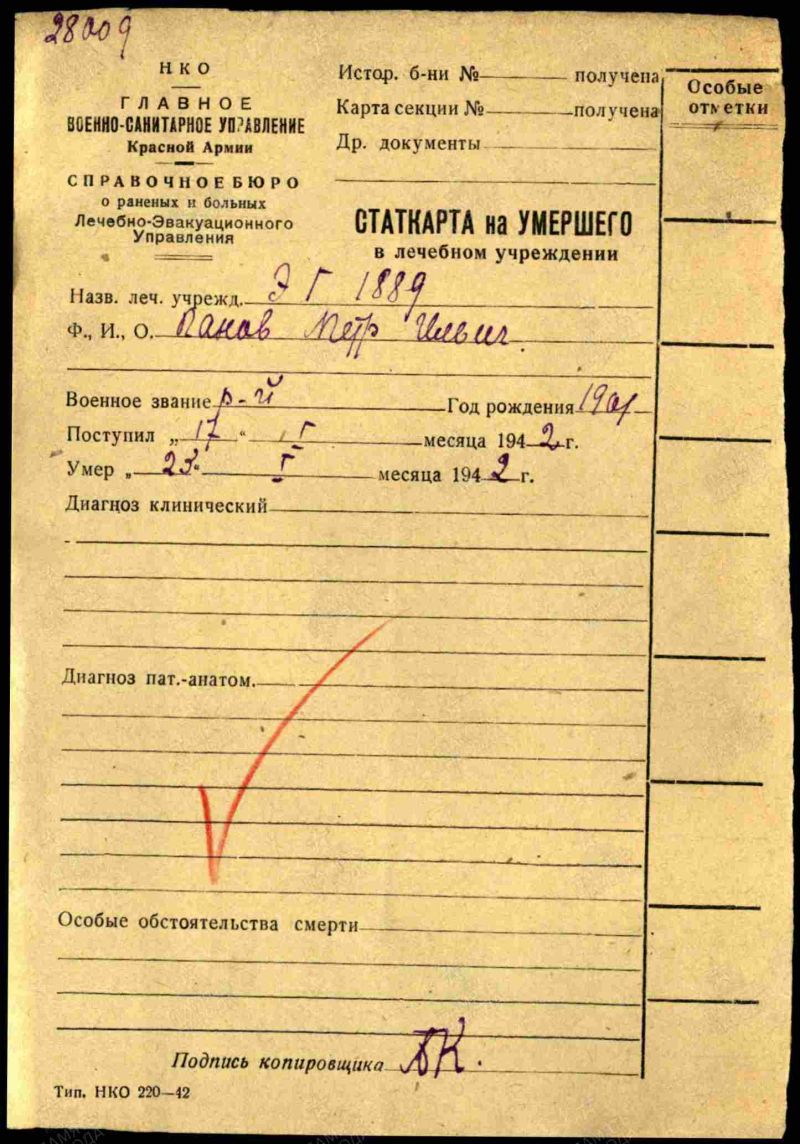 28009
НКО
ГЛАВНОЕ
ВОЕННО-САНИТАРНОЕ УПРАВЛЕНИЕ
Красной Армии
СПРАВОЧНОЕ БЮРО
о раненых и больных
Лечебно-Эвакуационного
Управления
Истор. б-ни № получена
Карта секции № получена
Др. документы
Особые
отметки
СТАТКАРТА на УМЕРШЕГО
в лечебном учреждении
Назв. леч. учрежд. ЭГ 1889
Ф., И., О. Панов Петр Ильич
Военное звание р-й Год рождения 1901
Поступил „17“ I месяца 1942 г.
Умер „23“ I месяца 1942 г.
Диагноз клинический
Диагноз пат.-анатом.
Особые обстоятельства смерти
Подпись копировщика
Тип. НКО 220—42